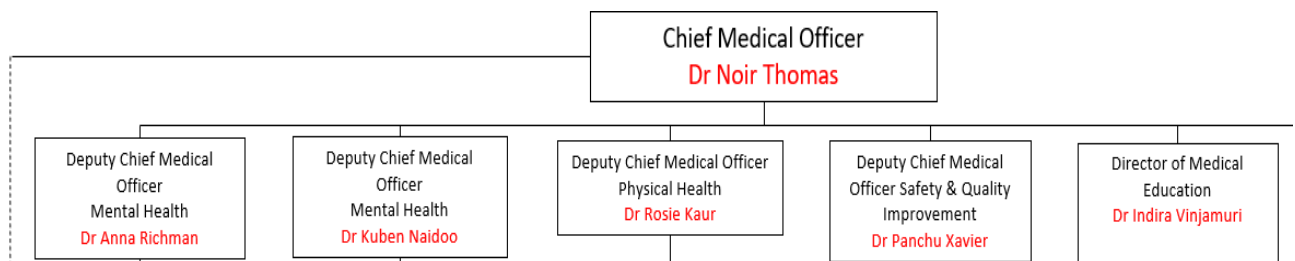 Chief Medical Officer
Dr Noir Thomas
Deputy Chief Medical
Officer
Mental Health
Dr Anna Richman
Deputy Chief Medical
Officer
Mental Health
Dr Kuben Naidoo
Deputy Chief Medical Officer
Physical Health
Dr Rosie Kaur
Deputy Chief Medical
Officer Safety & Quality
Improvement
Dr Panchu Xavier
Director of Medical
Education
Dr Indira Vinjamuri